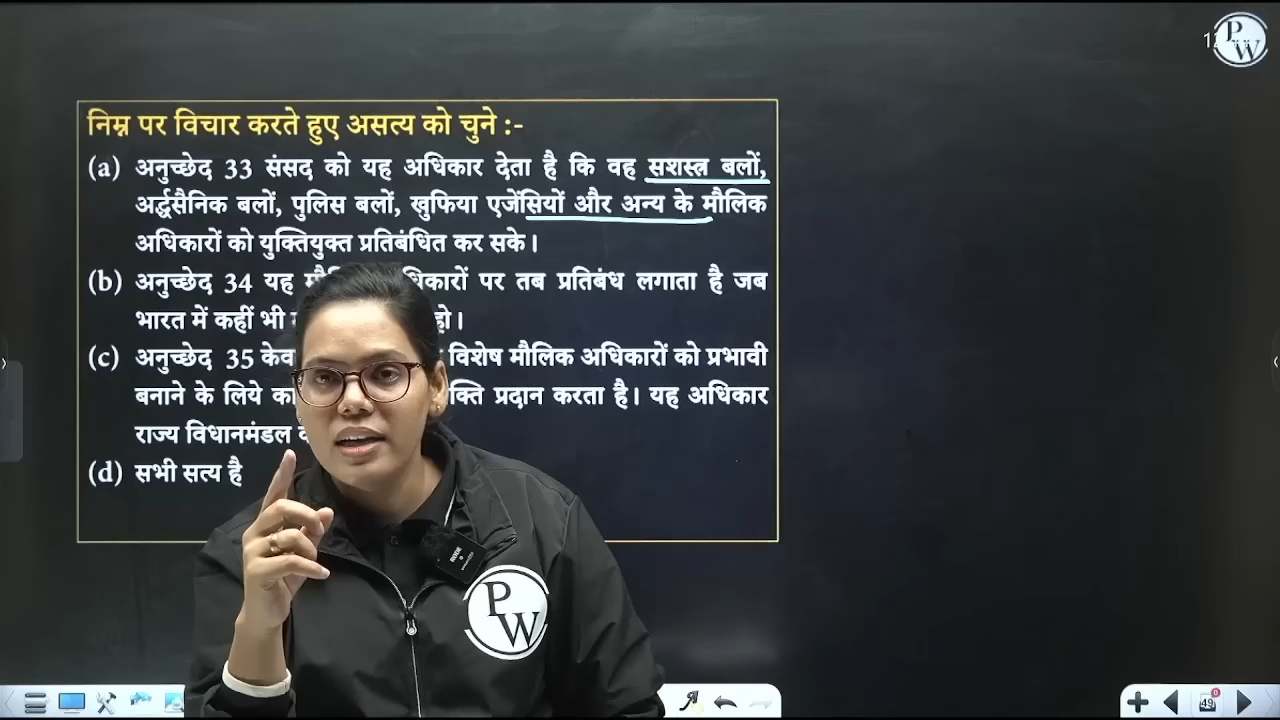 PW
निम्न पर विचार करते हुए असत्य को चुने :-
(a) अनुच्छेद 33 संसद को यह अधिकार देता है कि वह सशस्त्र बलों,
अर्द्धसैनिक बलों, पुलिस बलों, खुफिया एजेंसियों और अन्य के मौलिक
अधिकारों को युक्तियुक्त प्रतिबंधित कर सके।
(b) अनुच्छेद 34 यह पर तब प्रतिबंध लगाता है जब
भारत में कहीं भी हो।
(c) अनुच्छेद 35 विशेष मौलिक अधिकारों को प्रभावी
बनाने के लिये प्रदान करता है। यह अधिकार
राज्य विधानमंडल
(d) सभी सत्य है
PW
49